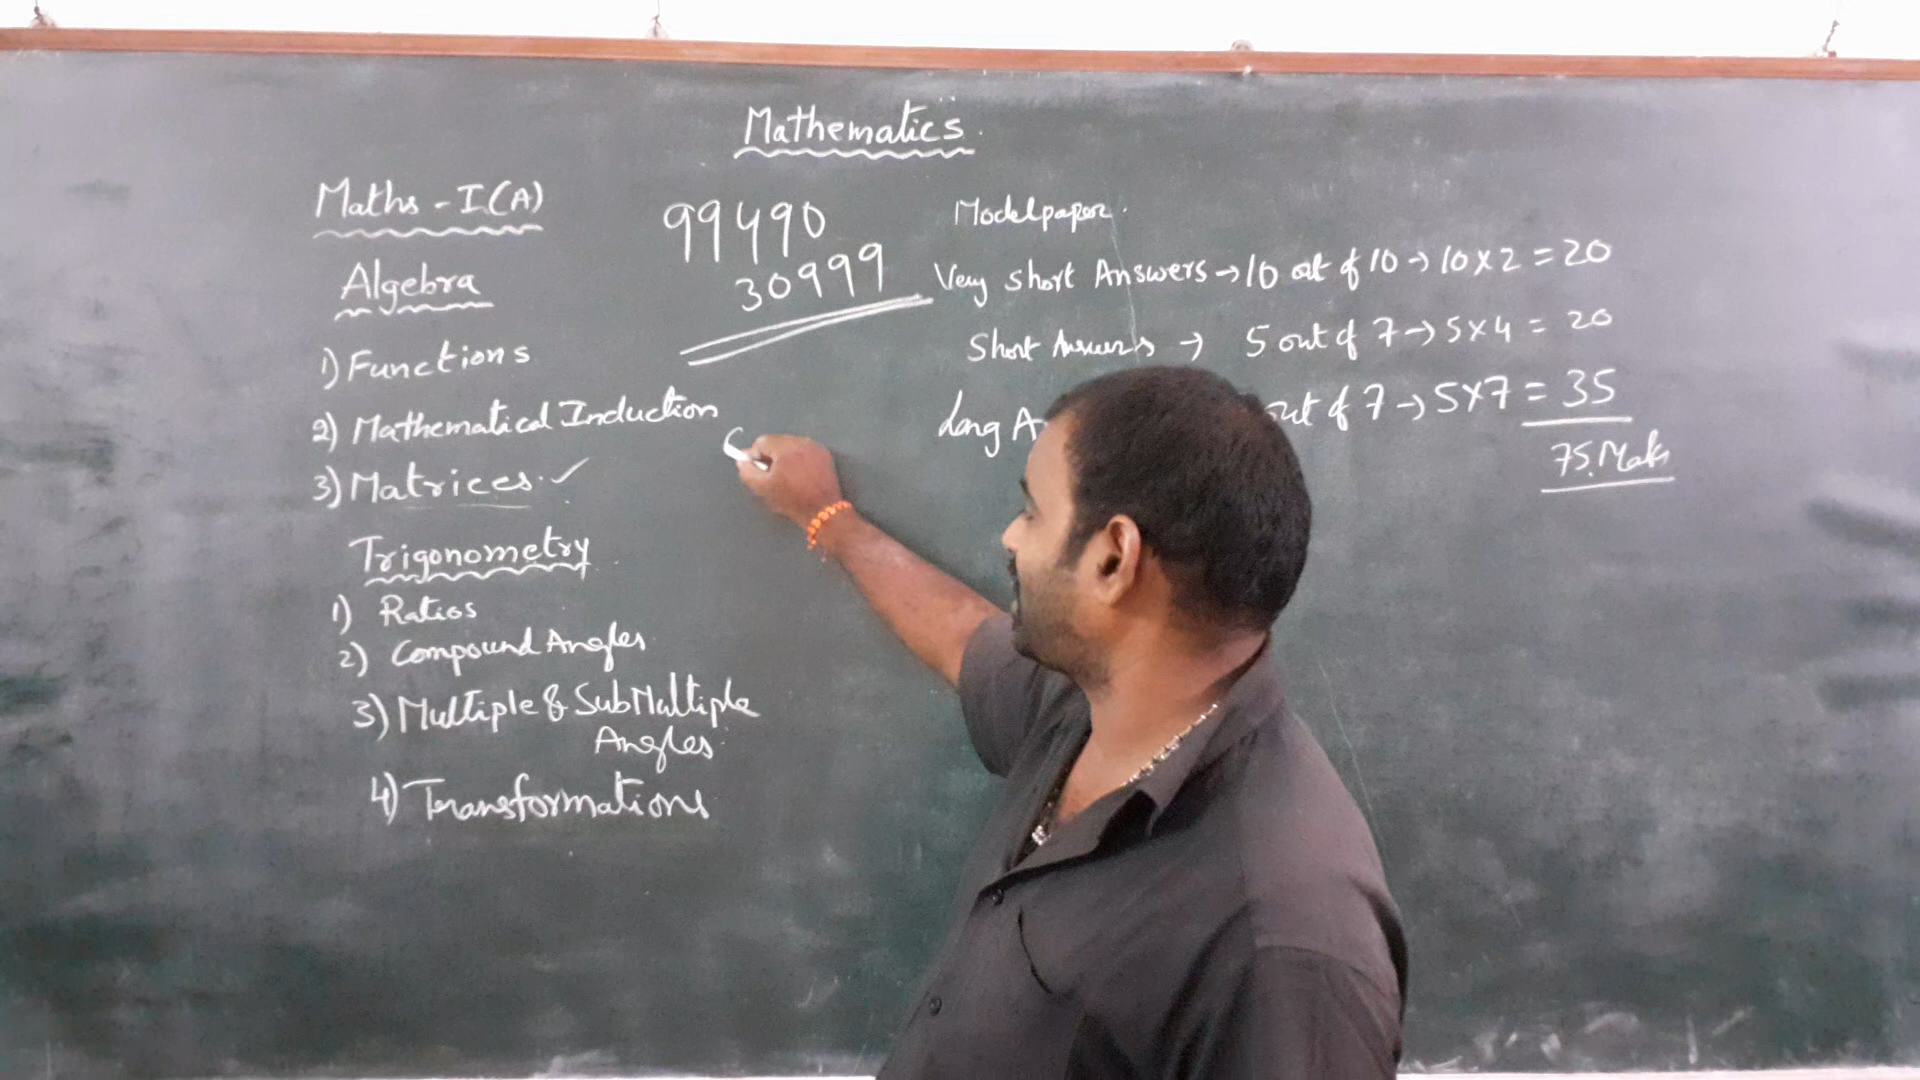 Mathematics.
Maths - I(A)
Algebra
1) Functions
2) Mathematical Induction
3) Matrices.
Trigonometry
1) Ratios
2) Compound Angles
3) Multiple & SubMultiple
Angles.
4) Transformations
99490
30999
Modelpaper.
Very Short Answers → 10 out of 10 → 10 × 2 = 20
Short Answers → 5 out of 7 → 5 × 4 = 20
Long A out of 7 → 5 × 7 = 35
75. Maks